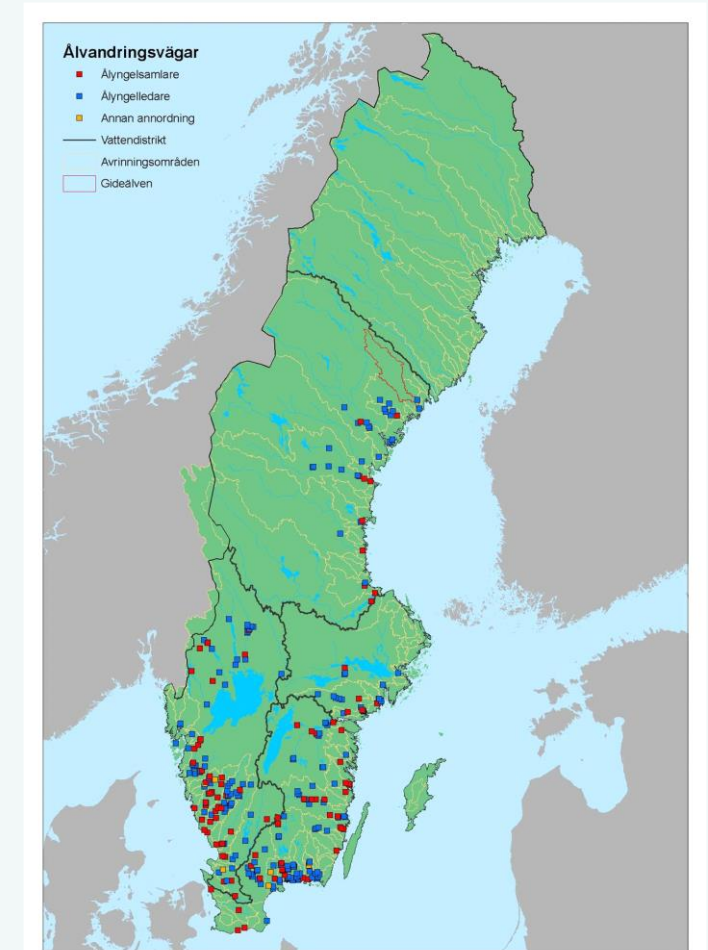 Ålvandringsvägar
Ålyngelsamlare
Ålyngelledare
Annan annordning
Vattendistrikt
Avrinningsområden
Gideälven